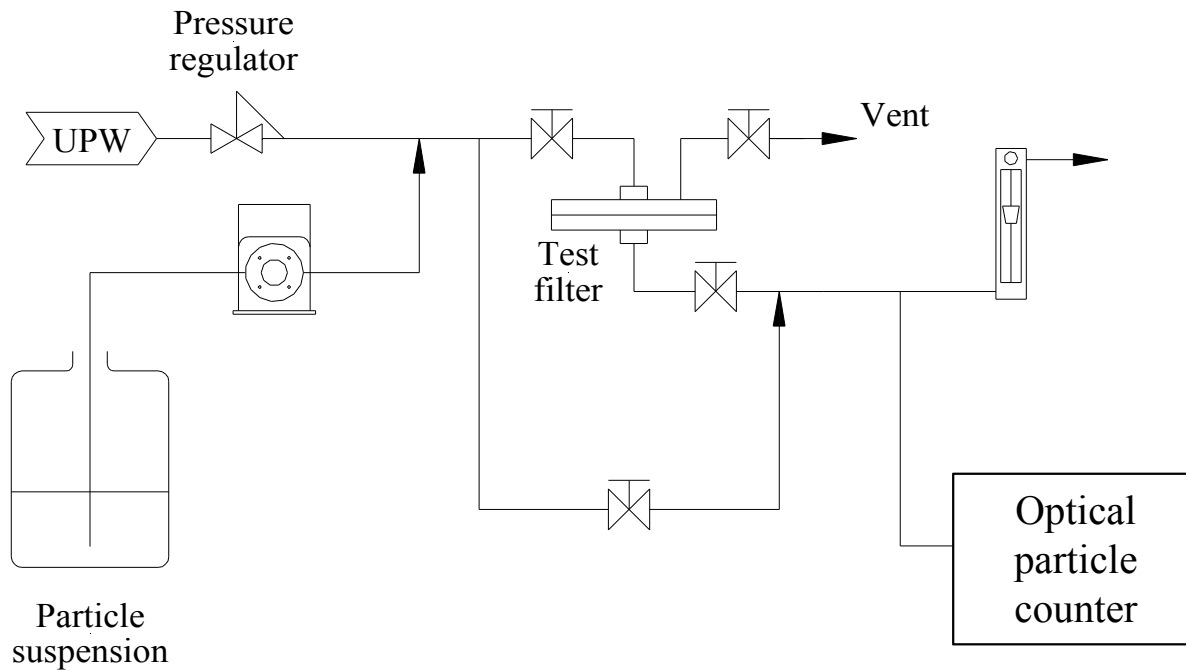 Pressure
regulator
UPW
Vent
Test
filter
Optical
particle
counter
Particle
suspension